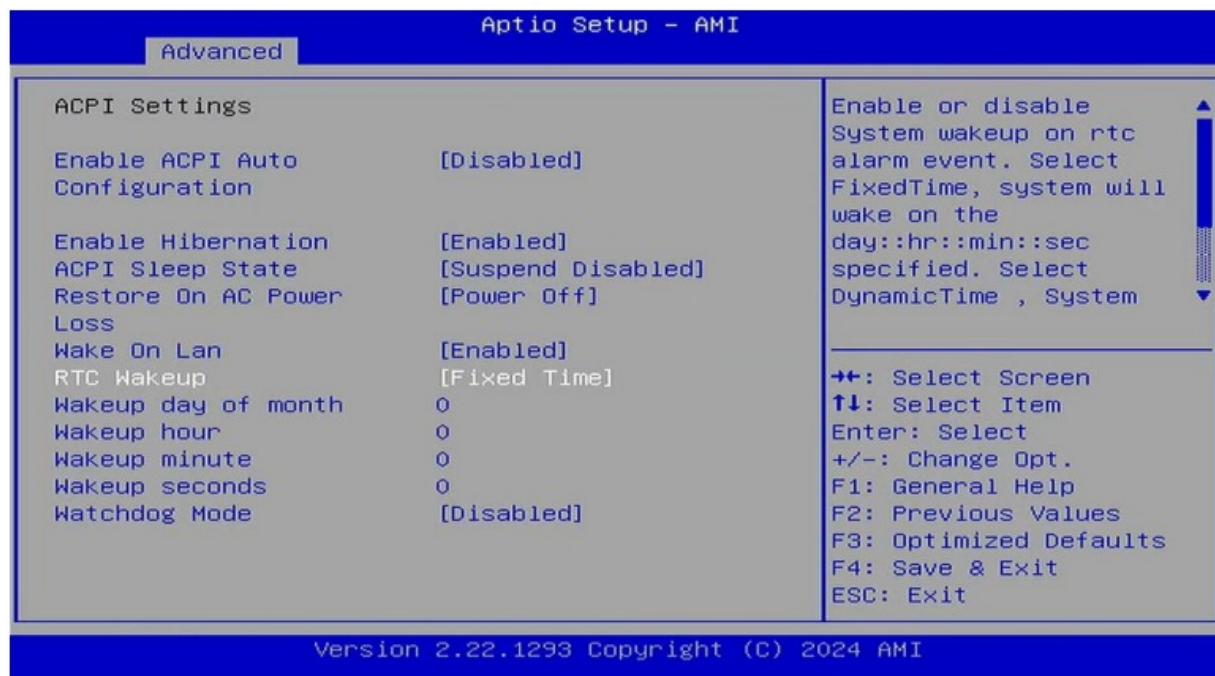 Aptio Setup – AMI
Advanced
ACPI Settings
Enable ACPI Auto [Disabled]
Configuration
Enable Hibernation [Enabled]
ACPI Sleep State [Suspend Disabled]
Restore On AC Power [Power Off]
Loss
Wake On Lan [Enabled]
RTC Wakeup [Fixed Time]
Wakeup day of month 0
Wakeup hour 0
Wakeup minute 0
Wakeup seconds 0
Watchdog Mode [Disabled]
Enable or disable
System wakeup on rtc
alarm event. Select
FixedTime, system will
wake on the
day::hr::min::sec
specified. Select
DynamicTime , System
→←: Select Screen
↑↓: Select Item
Enter: Select
+/-: Change Opt.
F1: General Help
F2: Previous Values
F3: Optimized Defaults
F4: Save & Exit
ESC: Exit
Version 2.22.1293 Copyright (C) 2024 AMI